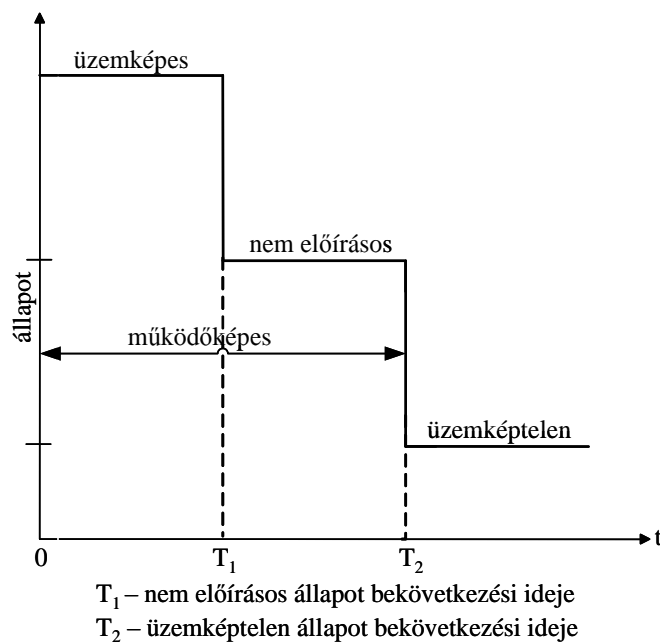 üzemképes
nem előírásos
állapot
működőképes
üzemképtelen
t
0
T₁
T₂
T₁ – nem előírásos állapot bekövetkezési ideje
T₂ – üzemképtelen állapot bekövetkezési ideje